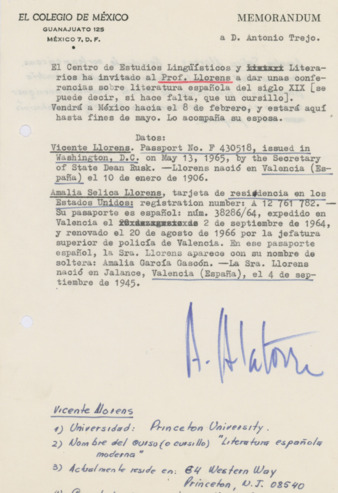 EL COLEGIO DE MÉXICO
GUANAJUATO 125
MÉXICO 7, D. F.
MEMORANDUM
a D. Antonio Trejo.
El Centro de Estudios Lingüísticos y Litera-
rios ha invitado al Prof. Llorens a dar unas confe-
rencias sobre literatura española del siglo XIX [se
puede decir, si hace falta, que un cursillo].
Vendrá a México hacia el 8 de febrero, y estará aquí
hasta fines de mayo. Lo acompaña su esposa.
Datos:
Vicente Llorens. Passport No. F 430518, issued in
Washington, D.C. on May 13, 1965, by the Secretary
of State Dean Rusk. —Llorens nació en Valencia (Es-
paña) el 10 de enero de 1906.
Amalia Selica Llorens, tarjeta de residencia en los
Estados Unidos: registration number: A 12 761 782. —
Su pasaporte es español: núm. 38286/64, expedido en
Valencia el 2 de septiembre de 1964,
y renovado el 20 de agosto de 1966 por la jefatura
superior de policía de Valencia. En ese pasaporte
español, la Sra. Llorens aparece con su nombre de
soltera: Amalia García Gascón. —La Sra. Llorens
nació en Jalance, Valencia (España), el 4 de sep-
tiembre de 1945.
A. Alatorre
Vicente Llorens
1) Universidad: Princeton University.
2) Nombre del curso (o cursillo) "Literatura española
moderna"
3) Actualmente reside en: 64 Western Way
Princeton, N.J. 08540